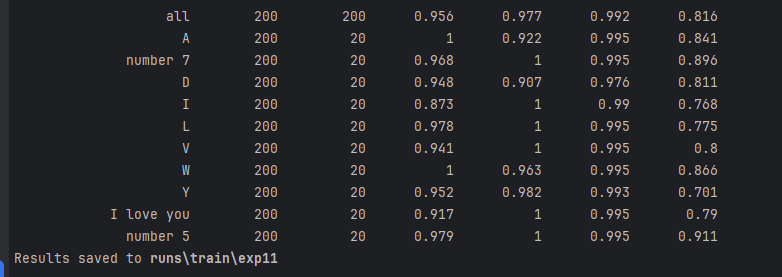 all 200 200 0.956 0.977 0.992 0.816
A 200 20 1 0.922 0.995 0.841
number 7 200 20 0.968 1 0.995 0.896
D 200 20 0.948 0.907 0.976 0.811
I 200 20 0.873 1 0.99 0.768
L 200 20 0.978 1 0.995 0.775
V 200 20 0.941 1 0.995 0.8
W 200 20 1 0.963 0.995 0.866
Y 200 20 0.952 0.982 0.993 0.701
I love you 200 20 0.917 1 0.995 0.79
number 5 200 20 0.979 1 0.995 0.911
Results saved to runs\train\exp11